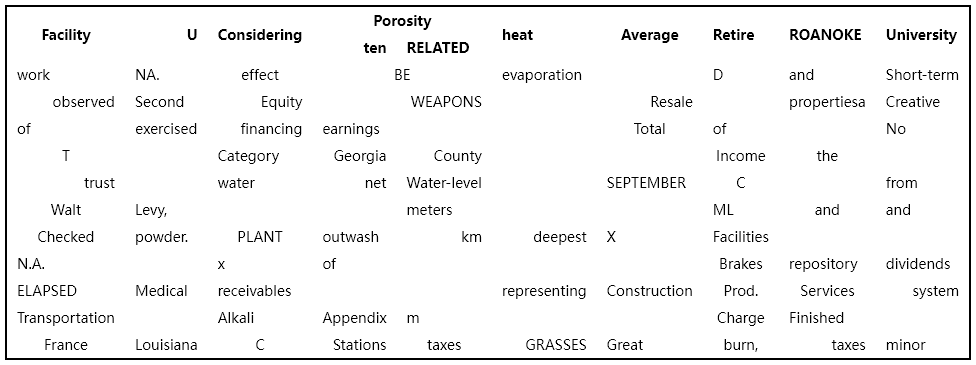 Porosity
Facility U Considering heat Average Retire ROANOKE University
ten RELATED
work NA. effect BE evaporation D and Short-term
observed Second Equity WEAPONS Resale propertiesa Creative
of exercised financing earnings Total of No
T Category Georgia County Income the
trust water net Water-level SEPTEMBER C from
Walt Levy, meters ML and and
Checked powder. PLANT outwash km deepest X Facilities
N.A. x of Brakes repository dividends
ELAPSED Medical receivables representing Construction Prod. Services system
Transportation Alkali Appendix m Charge Finished
France Louisiana C Stations taxes GRASSES Great burn, taxes minor